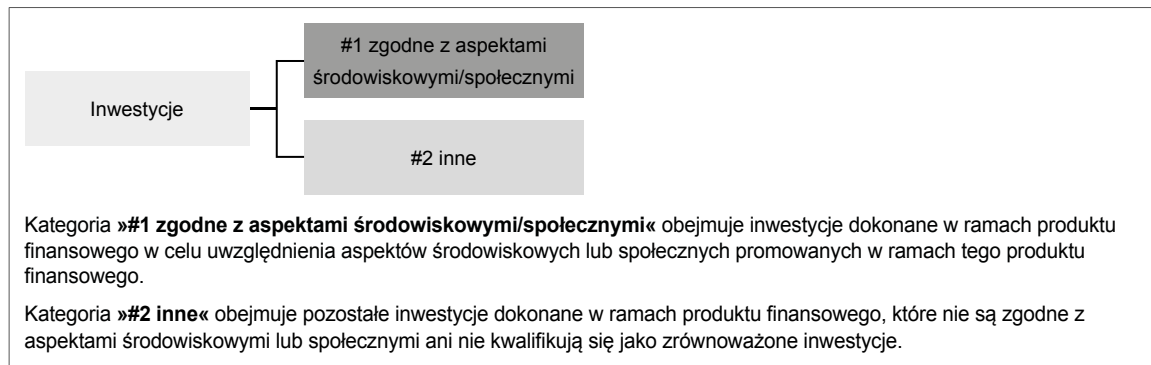 #1 zgodne z aspektami
środowiskowymi/społecznymi
Inwestycje
#2 inne
Kategoria »#1 zgodne z aspektami środowiskowymi/społecznymi« obejmuje inwestycje dokonane w ramach produktu
finansowego w celu uwzględnienia aspektów środowiskowych lub społecznych promowanych w ramach tego produktu
finansowego.
Kategoria »#2 inne« obejmuje pozostałe inwestycje dokonane w ramach produktu finansowego, które nie są zgodne z
aspektami środowiskowymi lub społecznymi ani nie kwalifikują się jako zrównoważone inwestycje.